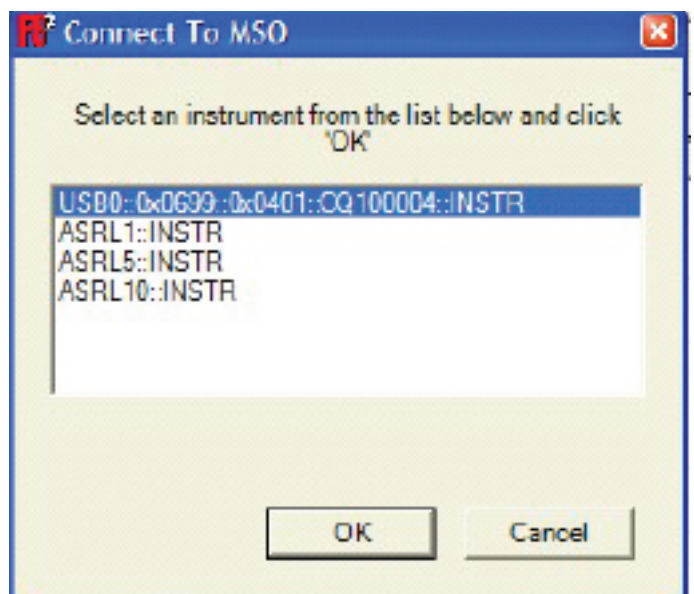 Connect To MSO
Select an instrument from the list below and click
'OK'
USB0::0x0699::0x0401::CQ100004::INSTR
ASRL1::INSTR
ASRL5::INSTR
ASRL10::INSTR
OK
Cancel